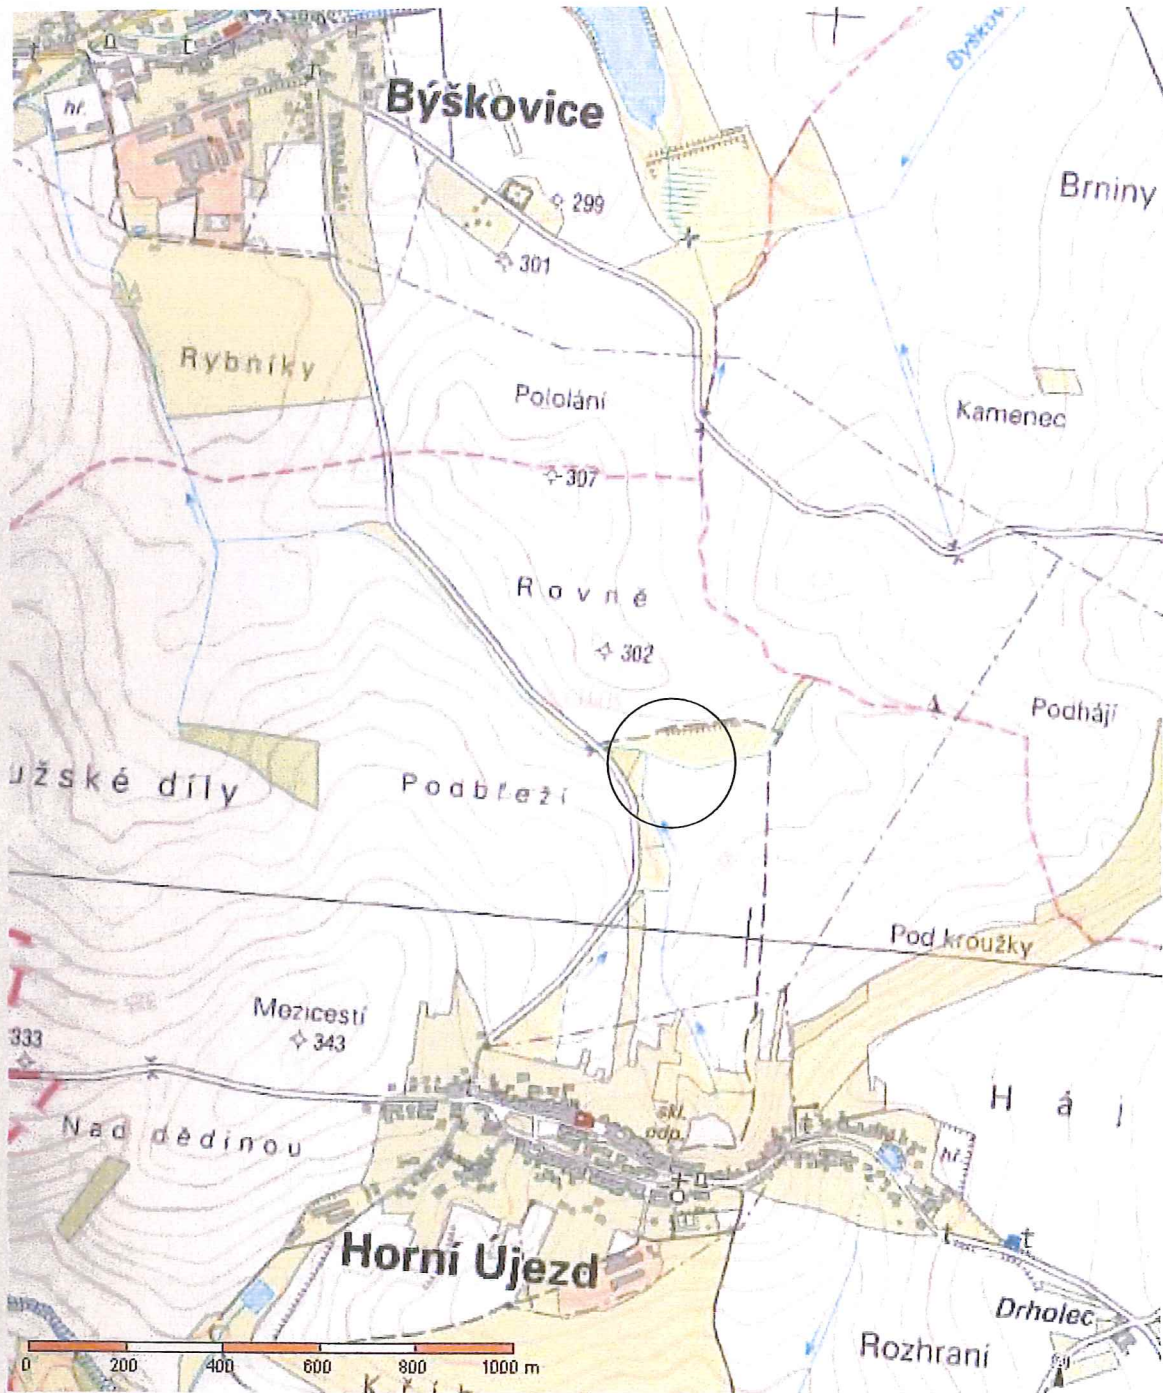 hř.
Býškovice
Brniny
299
301
Rybníky
Pololání
Kamenec
307
Rovné
302
Podhájí
užské díly
Podbřeží
Pod kroužky
Mezicestí
343
333
Háj
Nad dědinou
skl.
odp.
hř.
Horní Újezd
Drholec
Rozhraní
0 200 400 600 800 1000 m